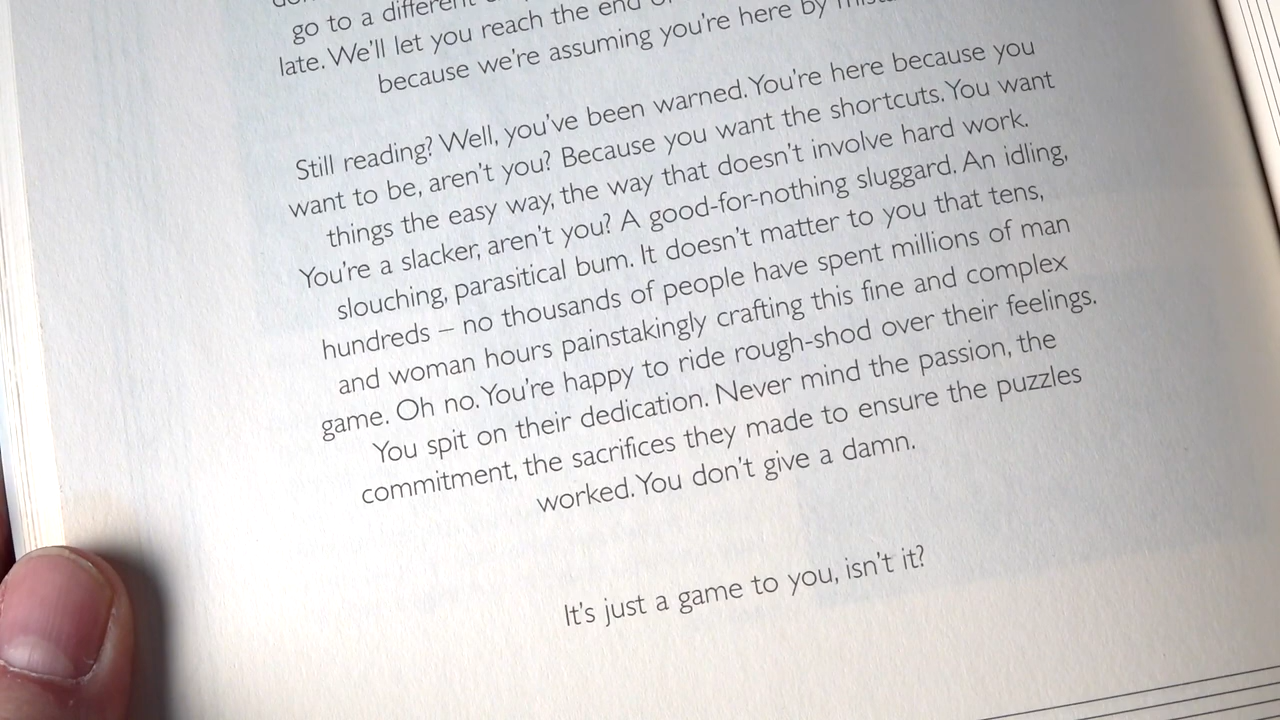 go to a different
late. We'll let you reach the end
because we're assuming you're here by
Still reading? Well, you've been warned. You're here because you
want to be, aren't you? Because you want the shortcuts. You want
things the easy way, the way that doesn't involve hard work.
You're a slacker, aren't you? A good-for-nothing sluggard. An idling,
slouching, parasitical bum. It doesn't matter to you that tens,
hundreds – no thousands of people have spent millions of man
and woman hours painstakingly crafting this fine and complex
game. Oh no. You're happy to ride rough-shod over their feelings.
You spit on their dedication. Never mind the passion, the
commitment, the sacrifices they made to ensure the puzzles
worked. You don't give a damn.
It's just a game to you, isn't it?